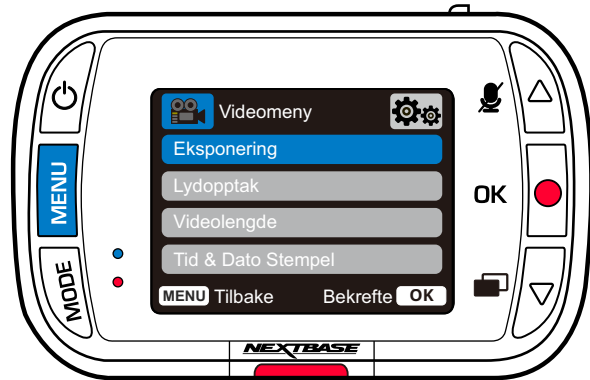 Videomeny
Eksponering
MENU
Lydopptak
OK
Videolengde
Tid & Dato Stempel
MODE
MENU Tilbake Bekrefte OK
NEXTBASE